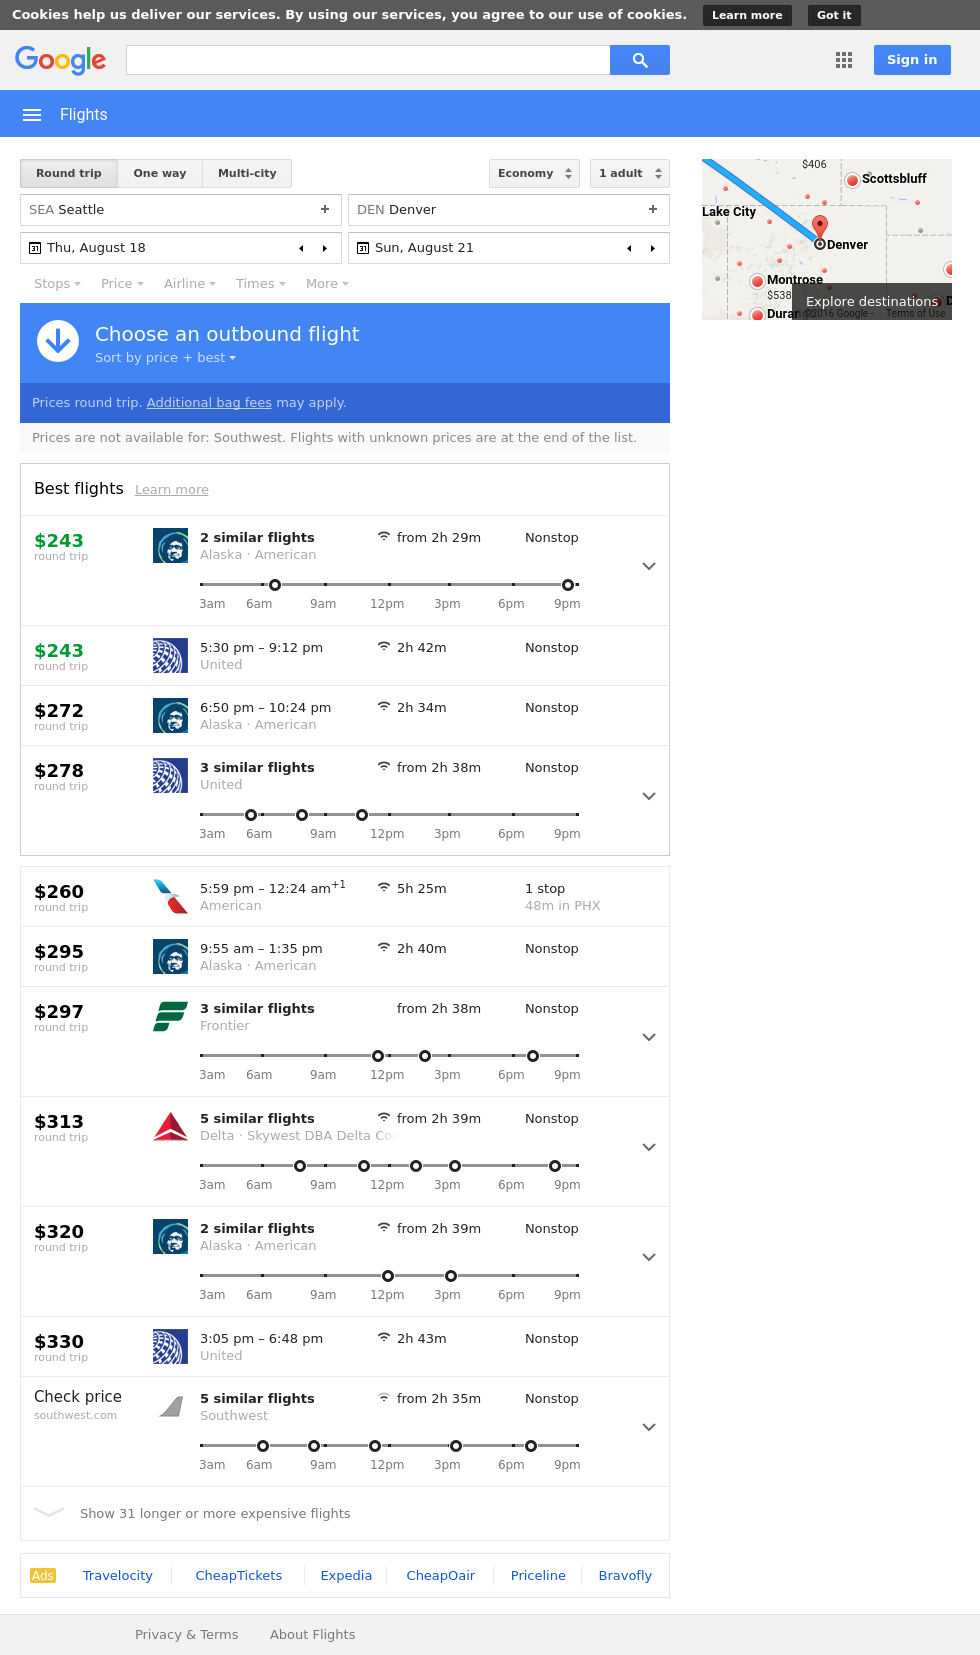 Cookies help us deliver our services. By using our services, you agree to our use of cookies. Learn more Got it
Google Sign in
Flights
Round trip One way Multi-city Economy 1 adult
SEA Seattle + DEN Denver +
31 Thu, August 18 31 Sun, August 21
Stops Price Airline Times More
Choose an outbound flight
Sort by price + best
Prices round trip. Additional bag fees may apply.
Prices are not available for: Southwest. Flights with unknown prices are at the end of the list.
$406
Scottsbluff
Lake City
Denver
Montrose
$538
Explore destinations
©2016 Google - Terms of Use
Best flights Learn more
$243 2 similar flights from 2h 29m Nonstop
round trip Alaska · American
3am 6am 9am 12pm 3pm 6pm 9pm
$243 5:30 pm – 9:12 pm 2h 42m Nonstop
round trip United
$272 6:50 pm – 10:24 pm 2h 34m Nonstop
round trip Alaska · American
$278 3 similar flights from 2h 38m Nonstop
round trip United
3am 6am 9am 12pm 3pm 6pm 9pm
$260 5:59 pm – 12:24 am+1 5h 25m 1 stop
round trip American 48m in PHX
$295 9:55 am – 1:35 pm 2h 40m Nonstop
round trip Alaska · American
$297 3 similar flights from 2h 38m Nonstop
round trip Frontier
3am 6am 9am 12pm 3pm 6pm 9pm
$313 5 similar flights from 2h 39m Nonstop
round trip Delta · Skywest DBA Delta Co
3am 6am 9am 12pm 3pm 6pm 9pm
$320 2 similar flights from 2h 39m Nonstop
round trip Alaska · American
3am 6am 9am 12pm 3pm 6pm 9pm
$330 3:05 pm – 6:48 pm 2h 43m Nonstop
round trip United
Check price 5 similar flights from 2h 35m Nonstop
southwest.com Southwest
3am 6am 9am 12pm 3pm 6pm 9pm
Show 31 longer or more expensive flights
Ads Travelocity CheapTickets Expedia CheapOair Priceline Bravofly
Privacy & Terms About Flights